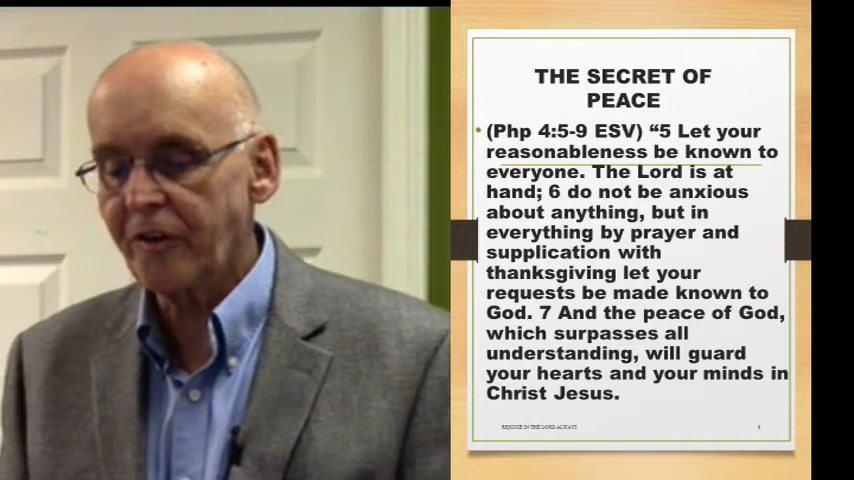 THE SECRET OF
PEACE
• (Php 4:5-9 ESV) “5 Let your
reasonableness be known to
everyone. The Lord is at
hand; 6 do not be anxious
about anything, but in
everything by prayer and
supplication with
thanksgiving let your
requests be made known to
God. 7 And the peace of God,
which surpasses all
understanding, will guard
your hearts and your minds in
Christ Jesus.
REJOICE IN THE LORD ALWAYS